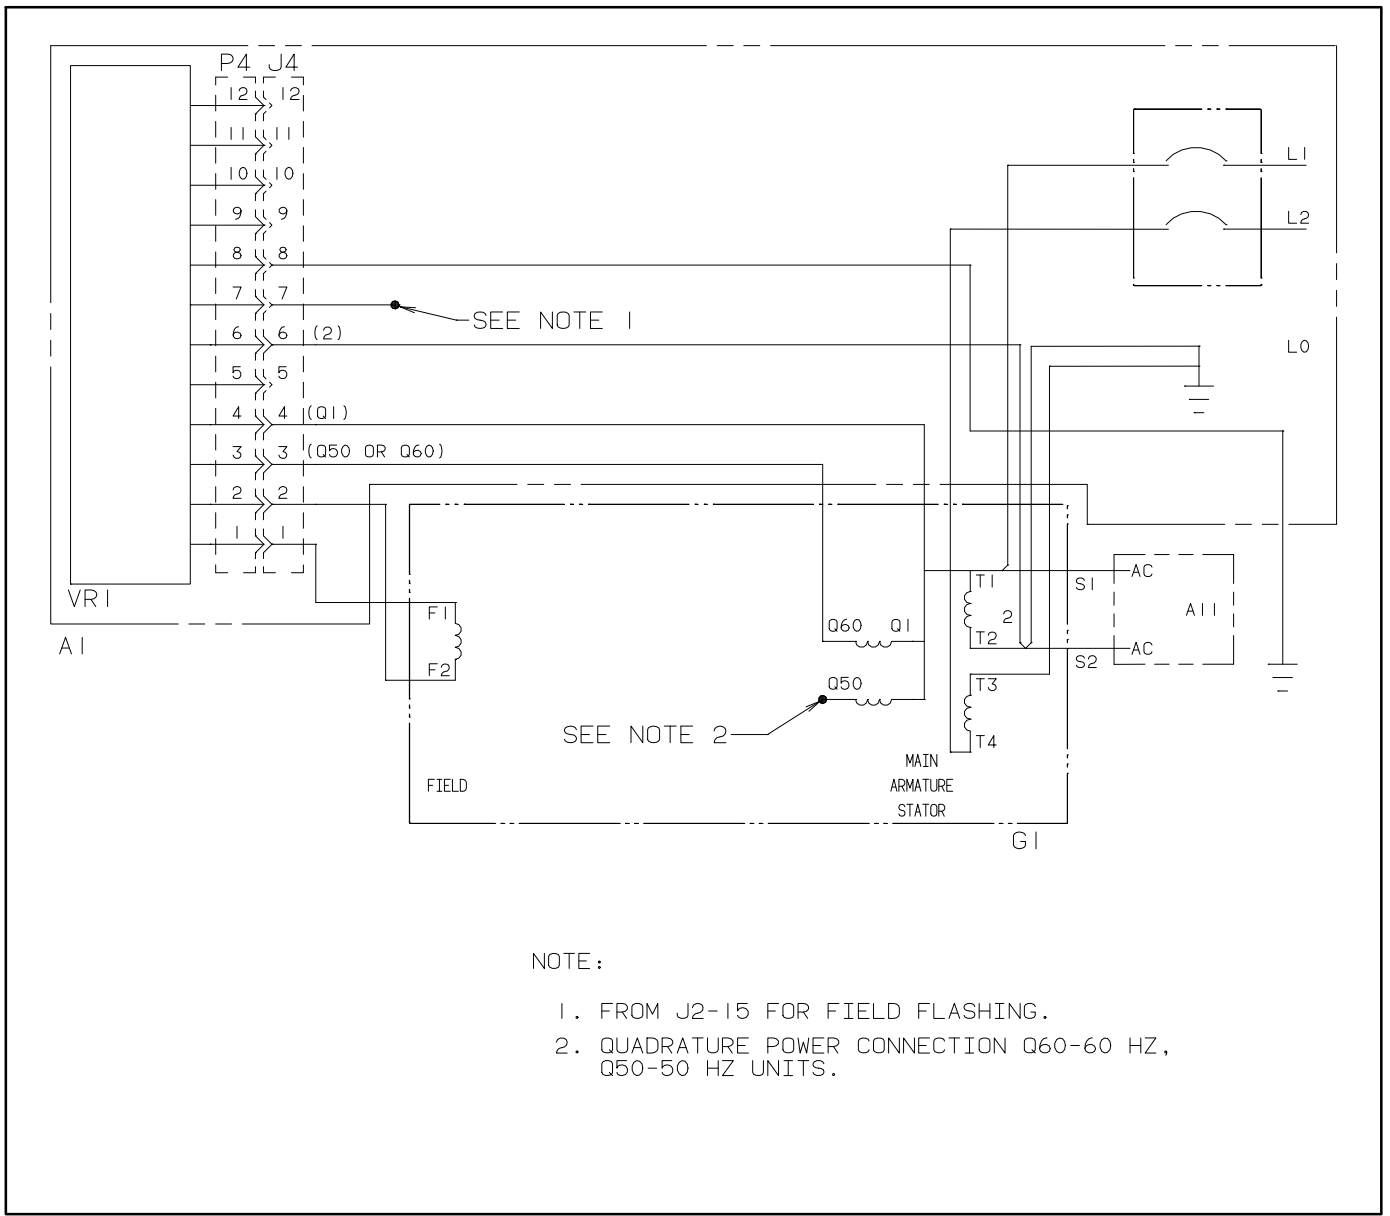 P4 J4
12 12
11 11
10 10
9 9
8 8
7 7
6 6 (2)
5 5
4 4 (Q1)
3 3 (Q50 OR Q60)
2 2
1 1
SEE NOTE 1
L1
L2
L0
VR1
A1
F1
F2
FIELD
Q60 Q1
Q50
SEE NOTE 2
T1
2
T2
T3
T4
MAIN
ARMATURE
STATOR
G1
S1
S2
AC
A11
AC
NOTE:
1. FROM J2-15 FOR FIELD FLASHING.
2. QUADRATURE POWER CONNECTION Q60-60 HZ,
Q50-50 HZ UNITS.